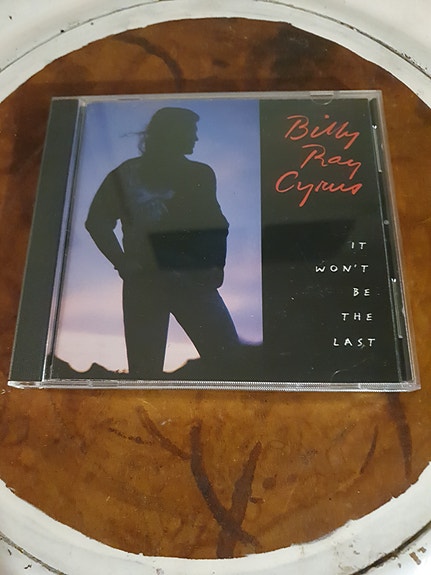 Billy
Ray
Cyrus
IT
WON'T
BE
THE
LAST